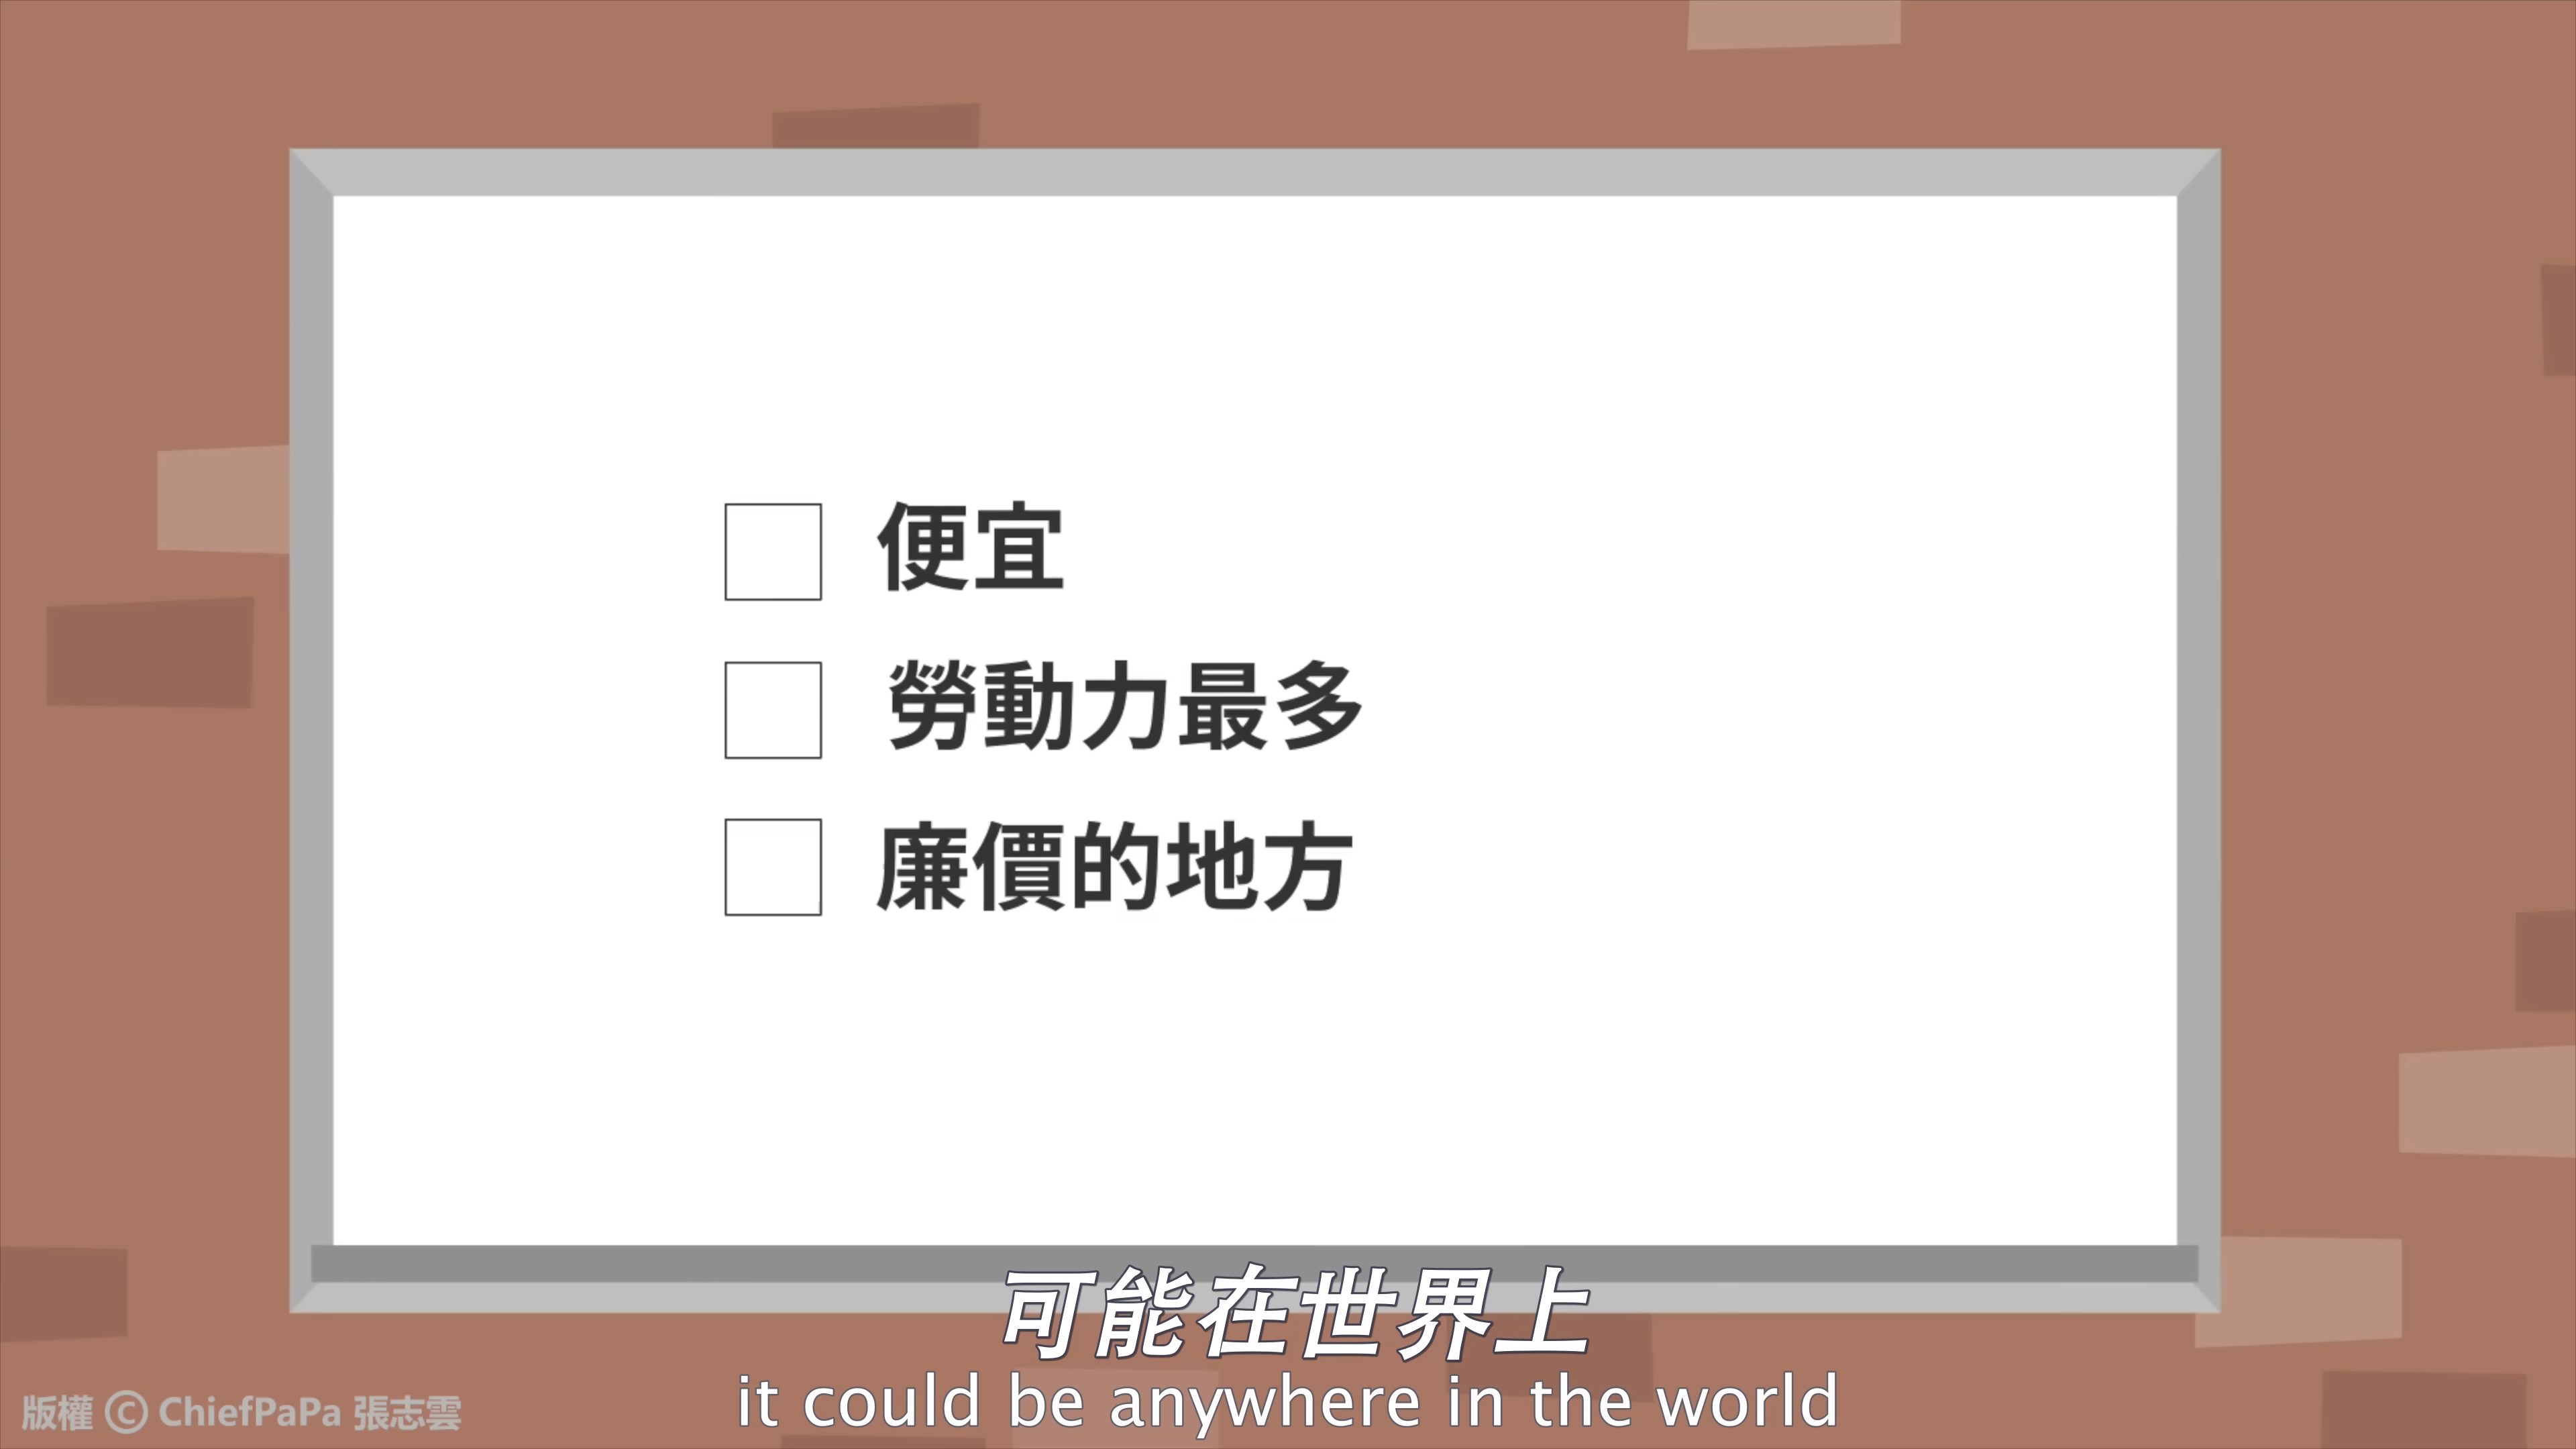 便宜
勞動力最多
廉價的地方
可能在世界上
it could be anywhere in the world
版權 © ChiefPaPa 張志雲